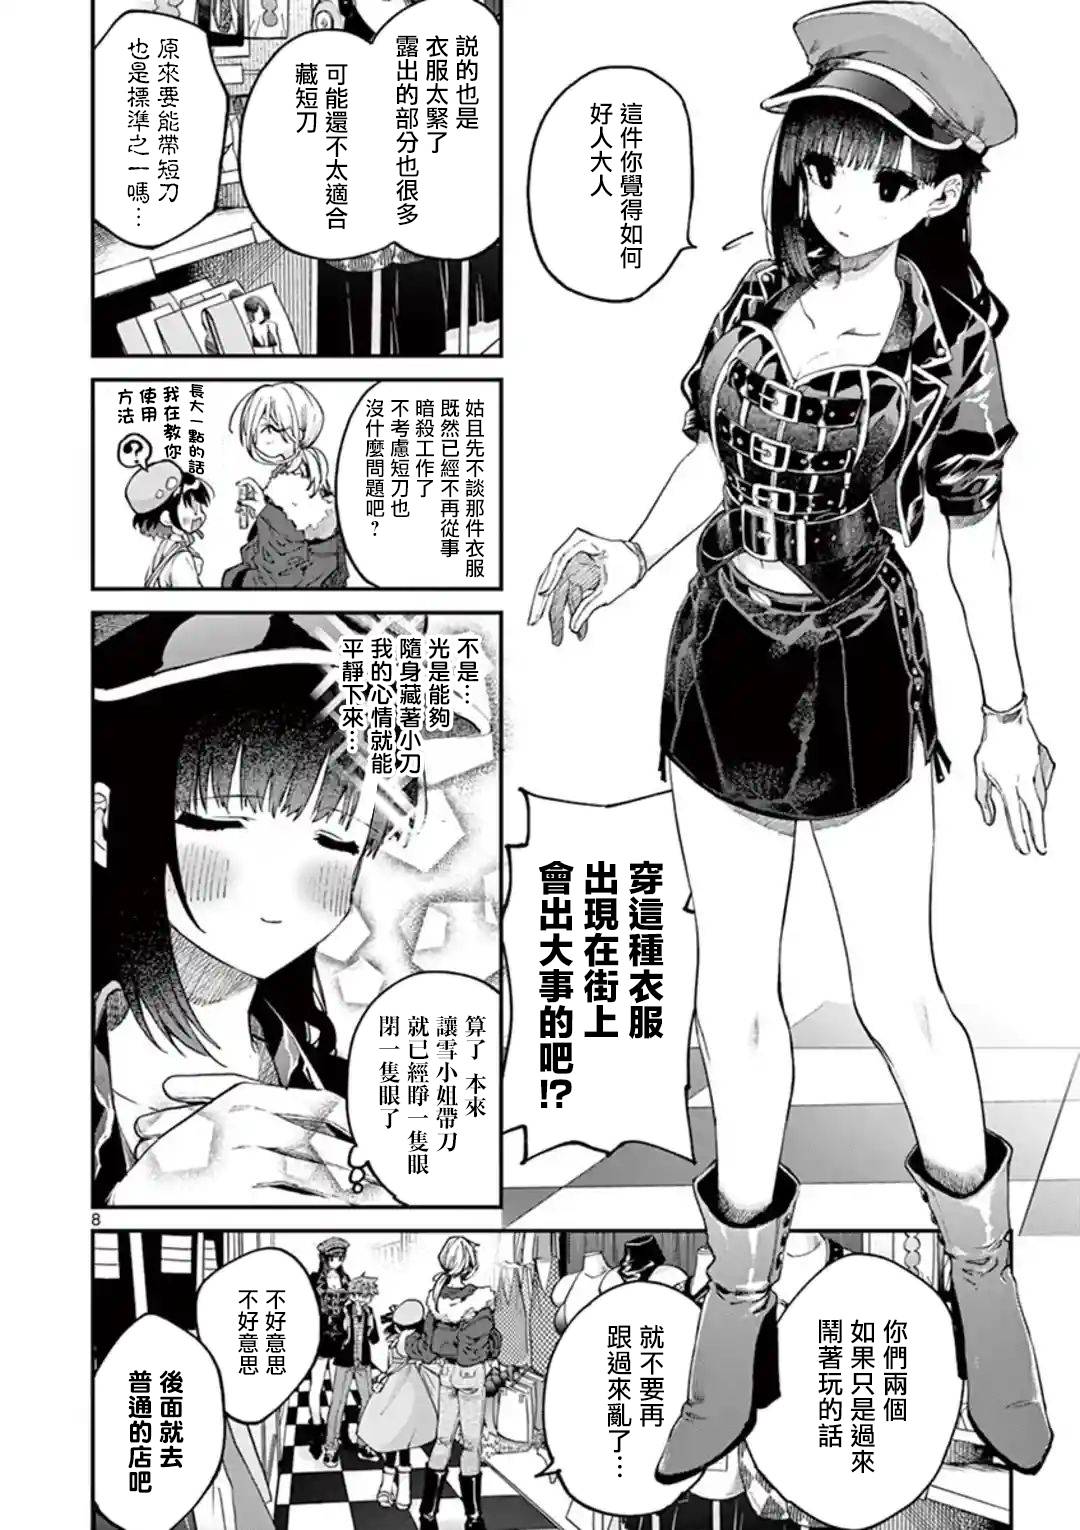 這件你覺得如何
好人大人
穿這種衣服
出現在街上
會出大事的吧!?
說的也是
衣服太緊了
露出的部分也很多
可能還不太適合
藏短刀
原來要能帶短刀
也是標準之一嗎…
姑且先不談那件衣服
既然已經不再從事
暗殺工作了
不考慮短刀也
沒什麼問題吧?
長大一點的話
我在教你
使用
方法
?
不是…
光是能夠
隨身藏著小刀
我的心情就能
平靜下來…
算了 本來
讓雪小姐帶刀
就已經睜一隻眼
閉一隻眼了
8
你們兩個
如果只是過來
鬧著玩的話
就不要再
跟過來亂了…
不好意思
不好意思
後面就去
普通的店吧